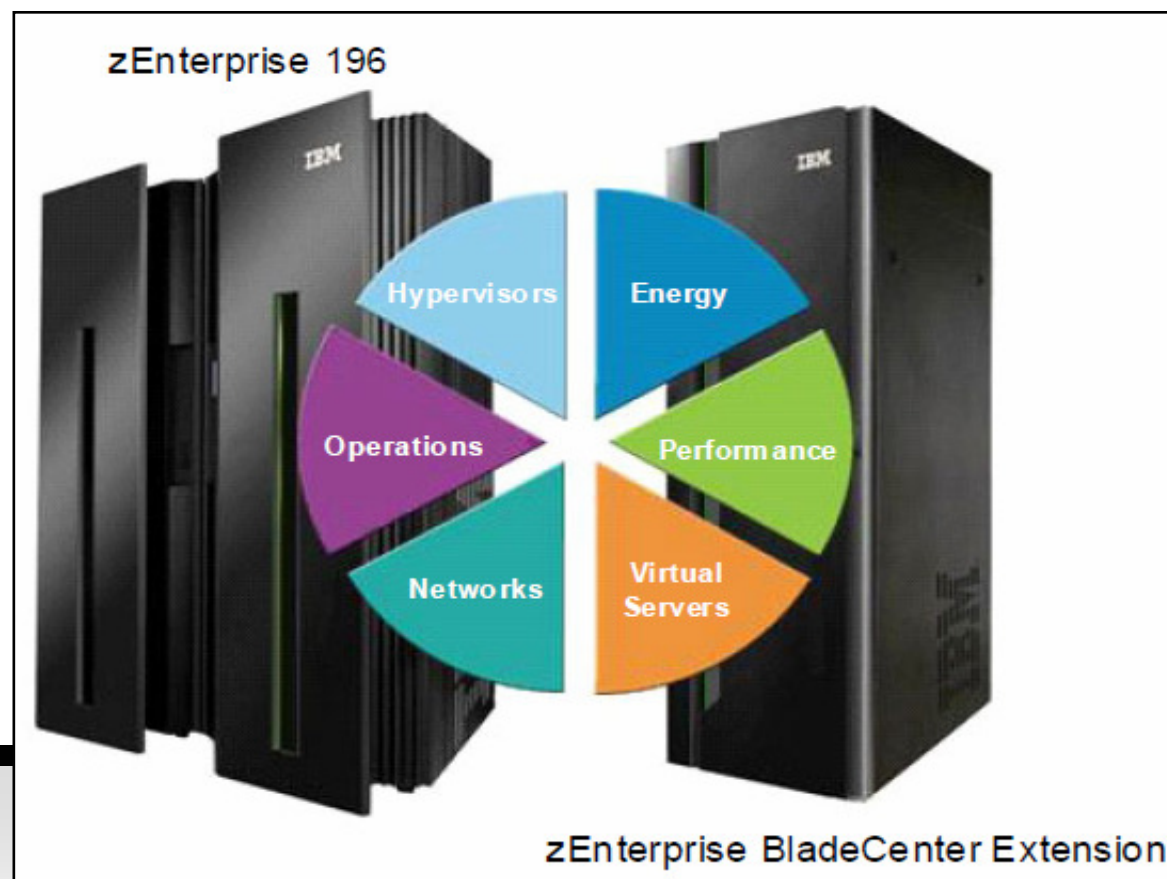 zEnterprise 196
IBM
IBM
Hypervisors
Energy
Operations
Performance
Networks
Virtual
Servers
IBM
zEnterprise BladeCenter Extension